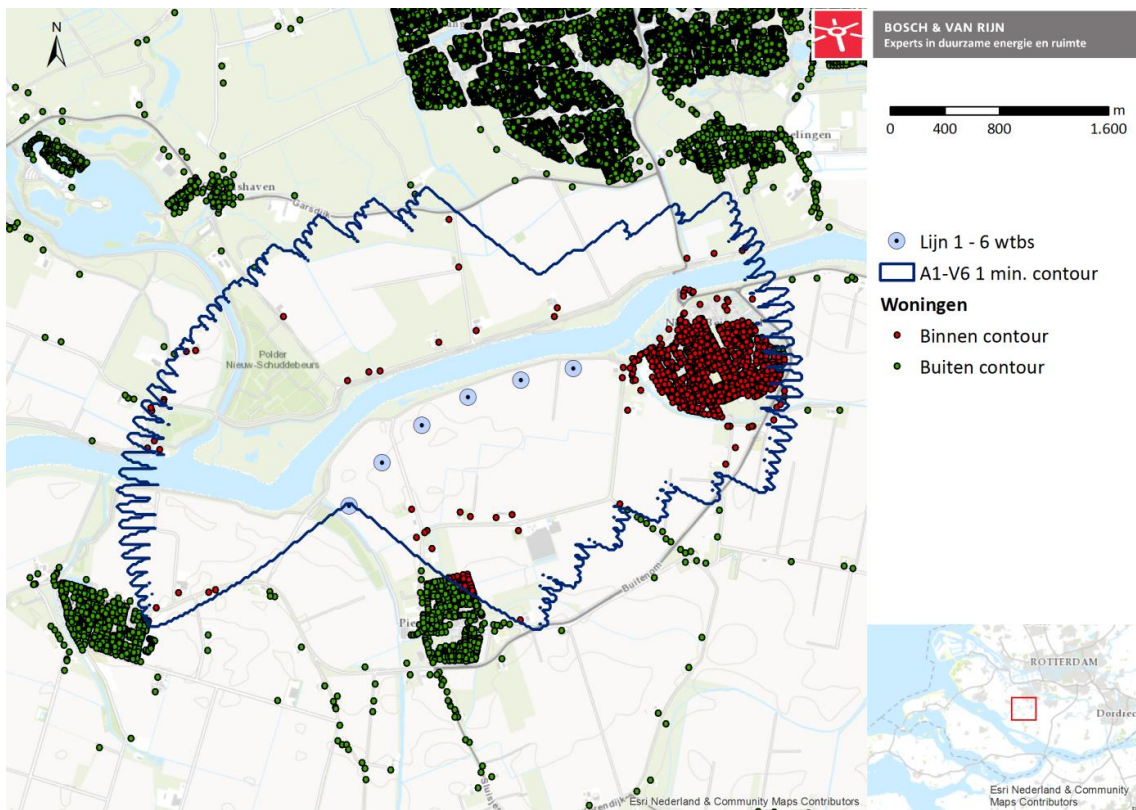 N
BOSCH & VAN RIJN
Experts in duurzame energie en ruimte
m
0 400 800 1.600
Lijn 1 - 6 wtbs
A1-V6 1 min. contour
Woningen
Binnen contour
Buiten contour
Garsdijk
Polder
Nieuw-Schuddebeurs
Buitenom
ROTTERDAM
Dordrec
Esri Nederland & Community
Maps Contributors
Esri Nederland & Community Maps Contributors